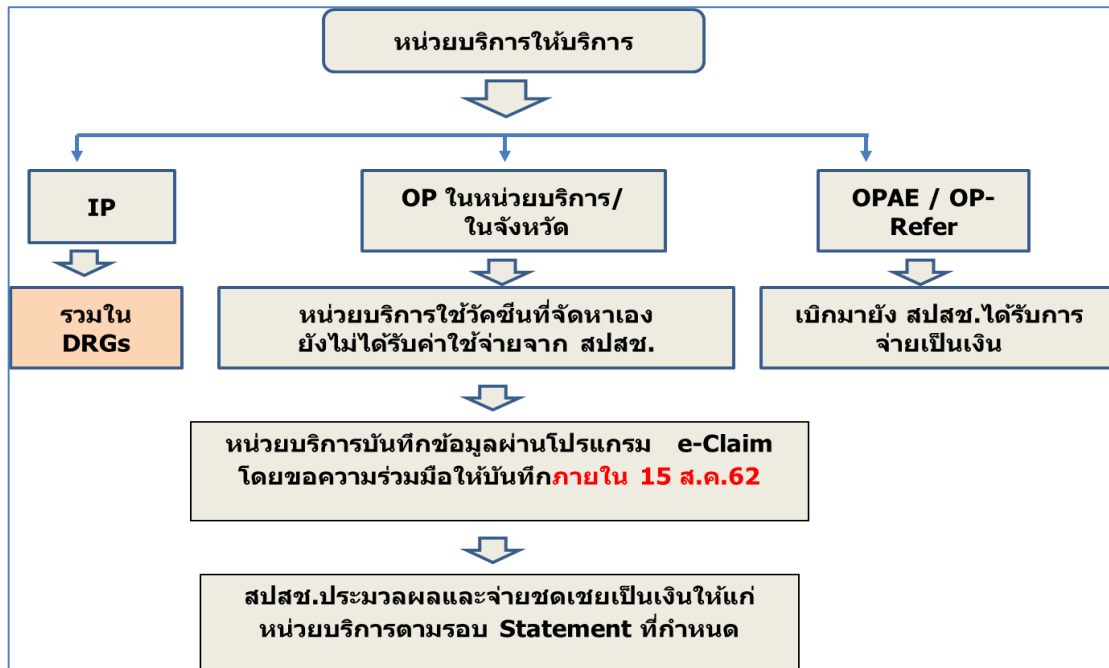 หน่วยบริการให้บริการ
IP
OP ในหน่วยบริการ/
ในจังหวัด
OPAE / OP-
Refer
รวมใน
DRGs
หน่วยบริการใช้วัคซีนที่จัดหาเอง
ยังไม่ได้รับค่าใช้จ่ายจาก สปสช.
เบิกมายัง สปสช.ได้รับการ
จ่ายเป็นเงิน
หน่วยบริการบันทึกข้อมูลผ่านโปรแกรม e-Claim
โดยขอความร่วมมือให้บันทึกภายใน 15 ส.ค.62
สปสช.ประมวลผลและจ่ายชดเชยเป็นเงินให้แก่
หน่วยบริการตามรอบ Statement ที่กำหนด